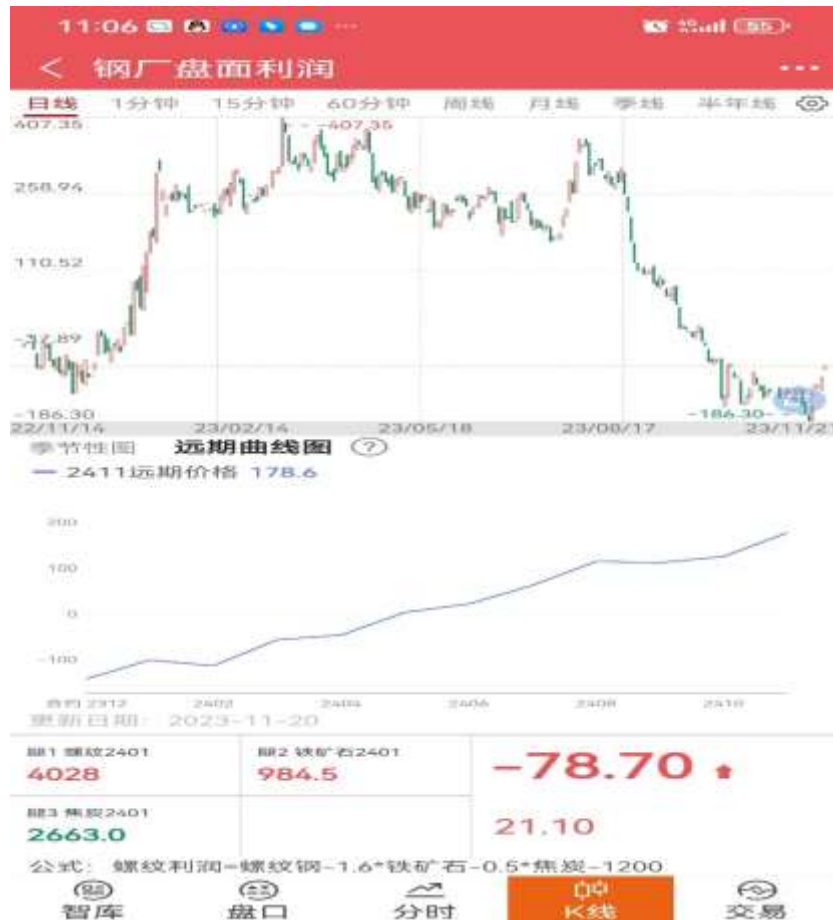 11:06
55
< 钢厂盘面利润 ...
日线 1分钟 15分钟 60分钟 周线 月线 季线 半年线
407.35
407.35
258.94
110.52
-37.89
-186.30
-186.30
22/11/14 23/02/14 23/05/18 23/08/17 23/11/21
季节性图 远期曲线图 ?
2411远期价格 178.6
200
100
0
-100
合约 2312 2402 2404 2406 2408 2410
更新日期: 2023-11-20
腿1 螺纹2401 腿2 铁矿石2401
4028 984.5 -78.70
腿3 焦炭2401
2663.0 21.10
公式: 螺纹利润=螺纹钢-1.6*铁矿石-0.5*焦炭-1200
智库 盘口 分时 K线 交易